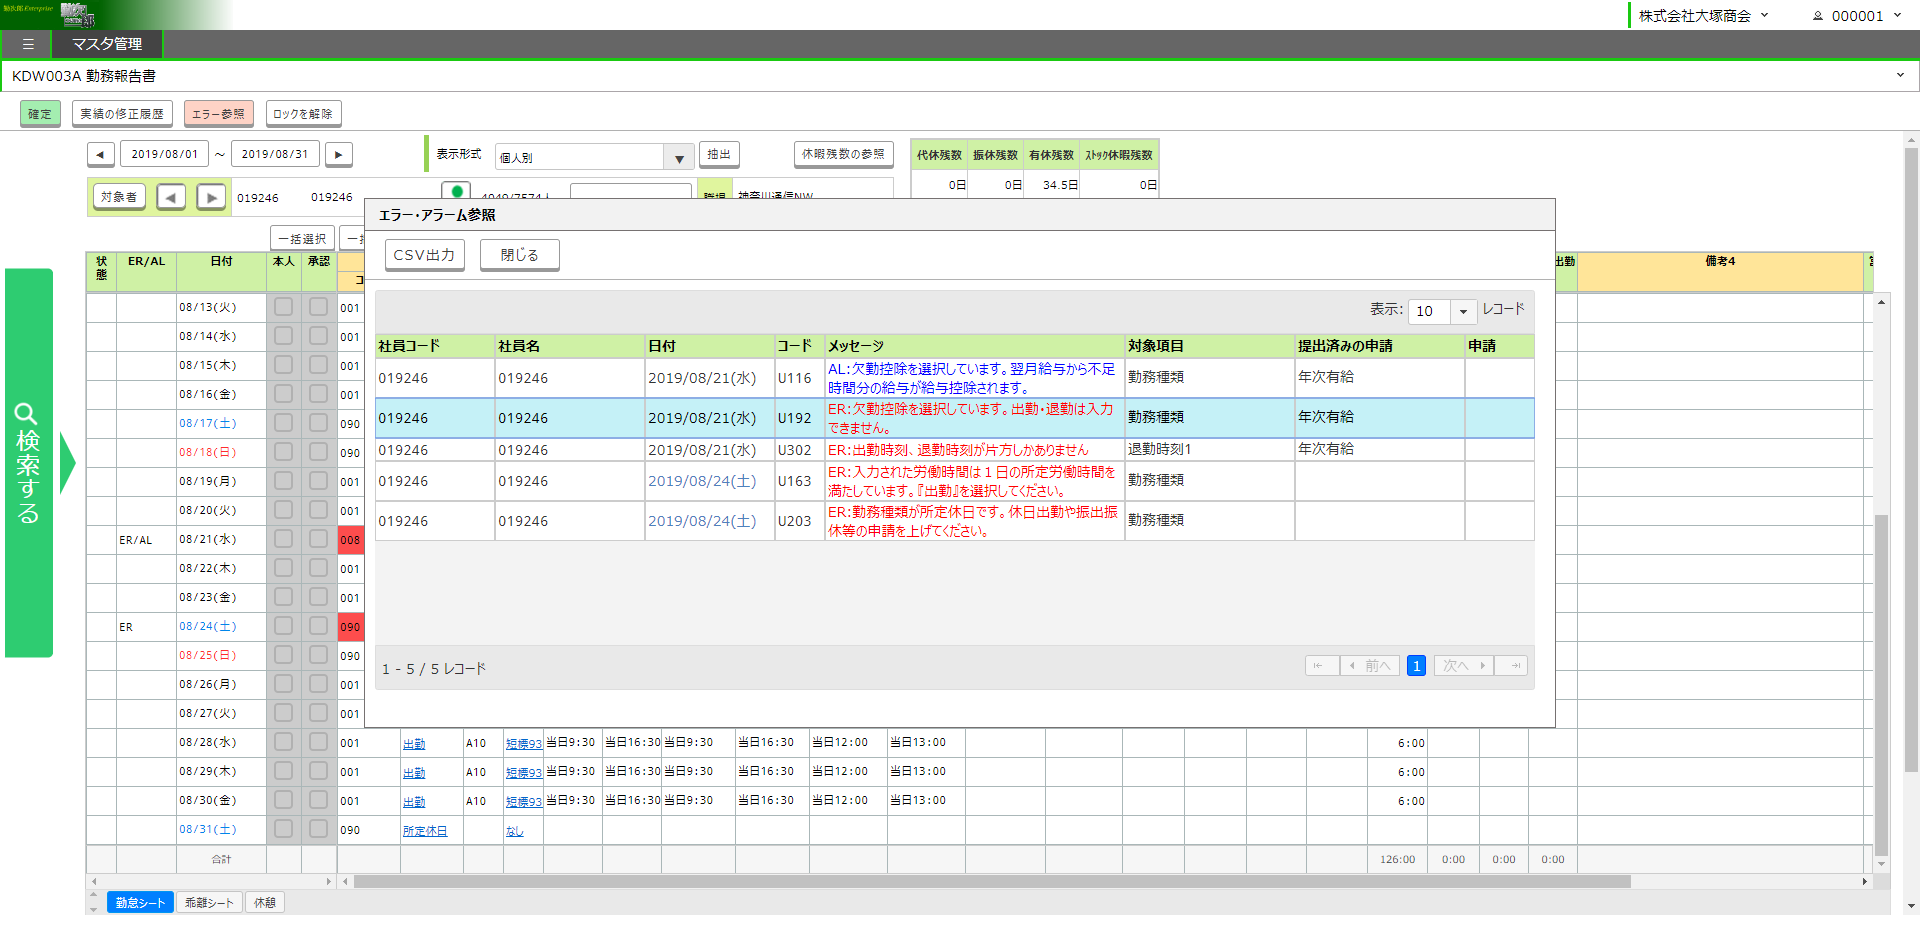 勤次郎 Enterprise
株式会社大塚商会
000001
マスタ管理
KDW003A 勤務報告書
確定 実績の修正履歴 エラー参照 ロックを解除
◀ 2019/08/01 ～ 2019/08/31 ▶ 表示形式 個人別 ▼ 抽出 休暇残数の参照
代休残数 振休残数 有休残数 ｽﾄｯｸ休暇残数
0日 0日 34.5日 0日
対象者 ◀ ▶ 019246 019246
一括選択
エラー・アラーム参照
CSV出力 閉じる
表示: 10 レコード
社員コード 社員名 日付 コード メッセージ 対象項目 提出済みの申請 申請
019246 019246 2019/08/21(水) U116 AL:欠勤控除を選択しています。翌月給与から不足
時間分の給与が給与控除されます。 勤務種類 年次有給
019246 019246 2019/08/21(水) U192 ER:欠勤控除を選択しています。出勤・退勤は入力
できません。 勤務種類 年次有給
019246 019246 2019/08/21(水) U302 ER:出勤時刻、退勤時刻が片方しかありません 退勤時刻1 年次有給
019246 019246 2019/08/24(土) U163 ER:入力された労働時間は１日の所定労働時間を
満たしています。『出勤』を選択してください。 勤務種類
019246 019246 2019/08/24(土) U203 ER:勤務種類が所定休日です。休日出勤や振出振
休等の申請を上げてください。 勤務種類
1 - 5 / 5 レコード
前へ 1 次へ
検索する
状態 ER/AL 日付 本人 承認 出勤 備考4
08/13(火) 001
08/14(水) 001
08/15(木) 001
08/16(金) 001
08/17(土) 090
08/18(日) 090
08/19(月) 001
08/20(火) 001
ER/AL 08/21(水) 008
08/22(木) 001
08/23(金) 001
ER 08/24(土) 090
08/25(日) 090
08/26(月) 001
08/27(火) 001
08/28(水) 001 出勤 A10 短標93 当日9:30 当日16:30 当日9:30 当日16:30 当日12:00 当日13:00 6:00
08/29(木) 001 出勤 A10 短標93 当日9:30 当日16:30 当日9:30 当日16:30 当日12:00 当日13:00 6:00
08/30(金) 001 出勤 A10 短標93 当日9:30 当日16:30 当日9:30 当日16:30 当日12:00 当日13:00 6:00
08/31(土) 090 所定休日 なし
合計 126:00 0:00 0:00 0:00
勤怠シート 乖離シート 休憩